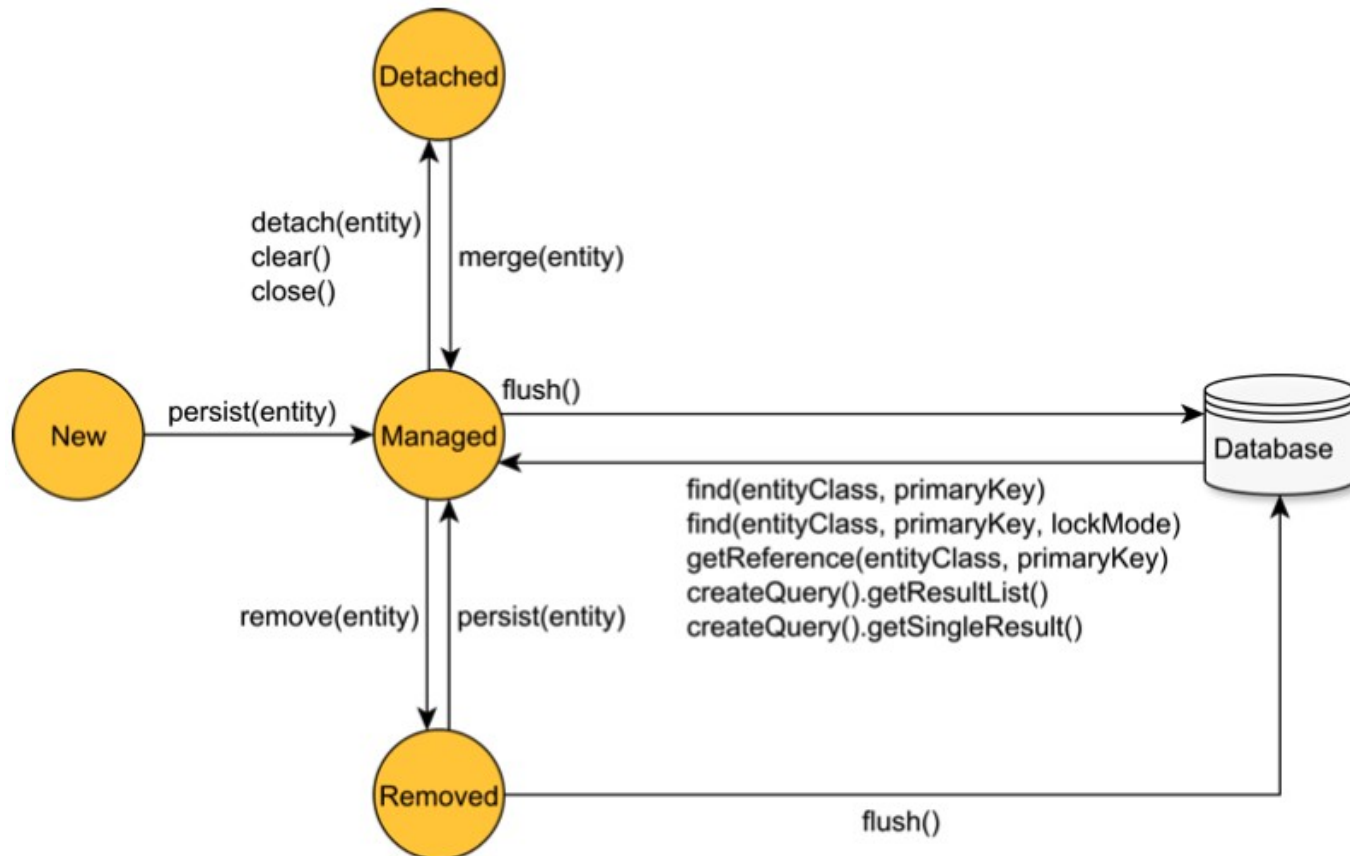 Detached
detach(entity)
clear()
close()
merge(entity)
New
persist(entity)
Managed
flush()
Database
find(entityClass, primaryKey)
find(entityClass, primaryKey, lockMode)
getReference(entityClass, primaryKey)
createQuery().getResultList()
createQuery().getSingleResult()
remove(entity)
persist(entity)
Removed
flush()